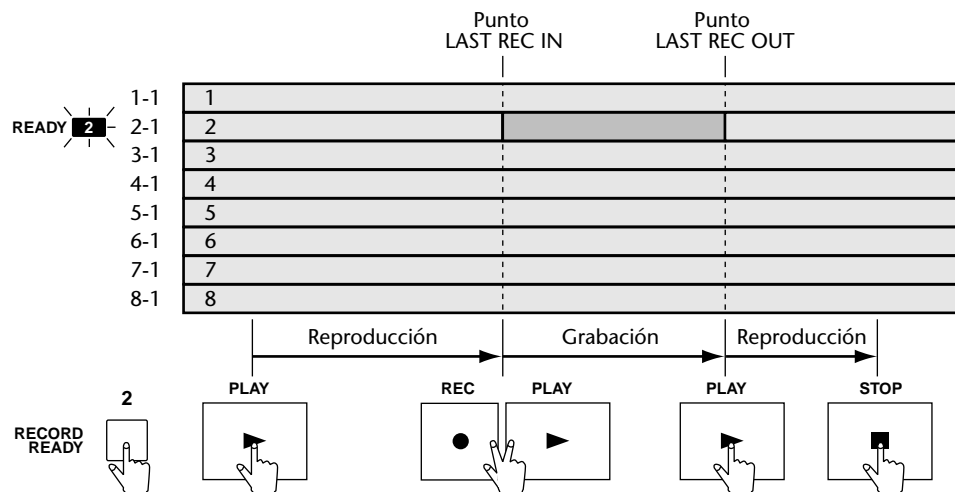 Punto
LAST REC IN
Punto
LAST REC OUT
1-1 1
READY 2 2-1 2
3-1 3
4-1 4
5-1 5
6-1 6
7-1 7
8-1 8
Reproducción Grabación Reproducción
2 PLAY REC PLAY PLAY STOP
RECORD
READY